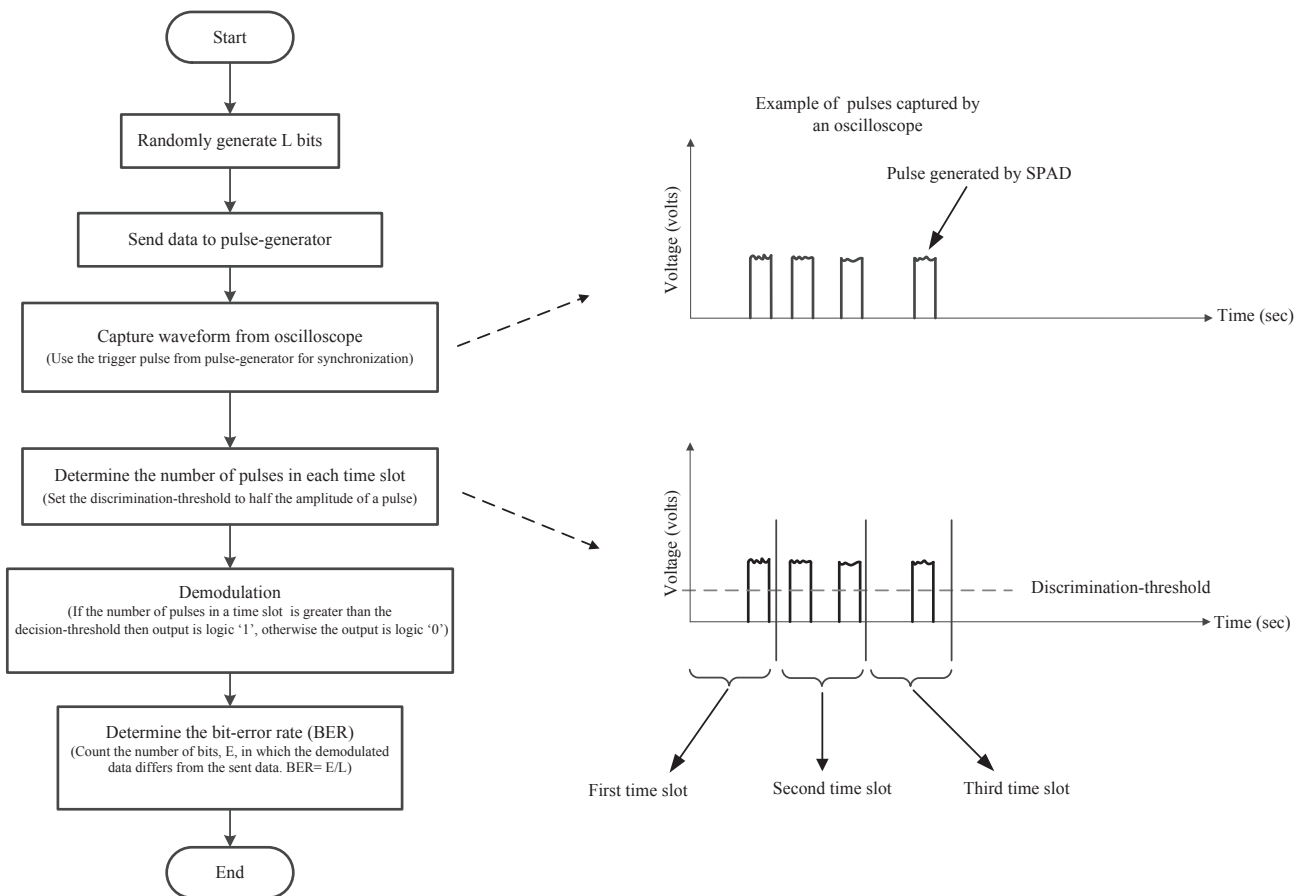 Start
Randomly generate L bits
Send data to pulse-generator
Capture waveform from oscilloscope
(Use the trigger pulse from pulse-generator for synchronization)
Determine the number of pulses in each time slot
(Set the discrimination-threshold to half the amplitude of a pulse)
Demodulation
(If the number of pulses in a time slot is greater than the
decision-threshold then output is logic ‘1’, otherwise the output is logic ‘0’)
Determine the bit-error rate (BER)
(Count the number of bits, E, in which the demodulated
data differs from the sent data. BER= E/L)
End
Example of pulses captured by
an oscilloscope
Pulse generated by SPAD
Voltage (volts)
Time (sec)
Voltage (volts)
Discrimination-threshold
Time (sec)
First time slot
Second time slot
Third time slot